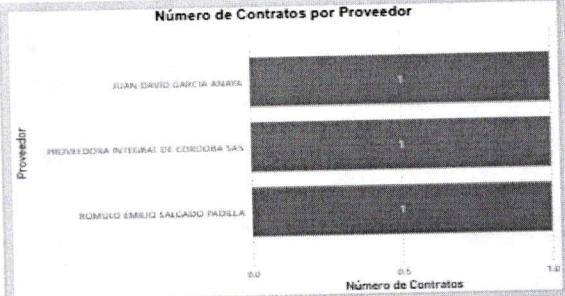 Número de Contratos por Proveedor
Proveedor
JUAN DAVID GARCIA ANAYA
1
PROVEEDORA INTEGRAL DE CORDOBA SAS
1
ROMULO EMILIO SALGADO PADILLA
1
0.0
0.5
1.0
Número de Contratos